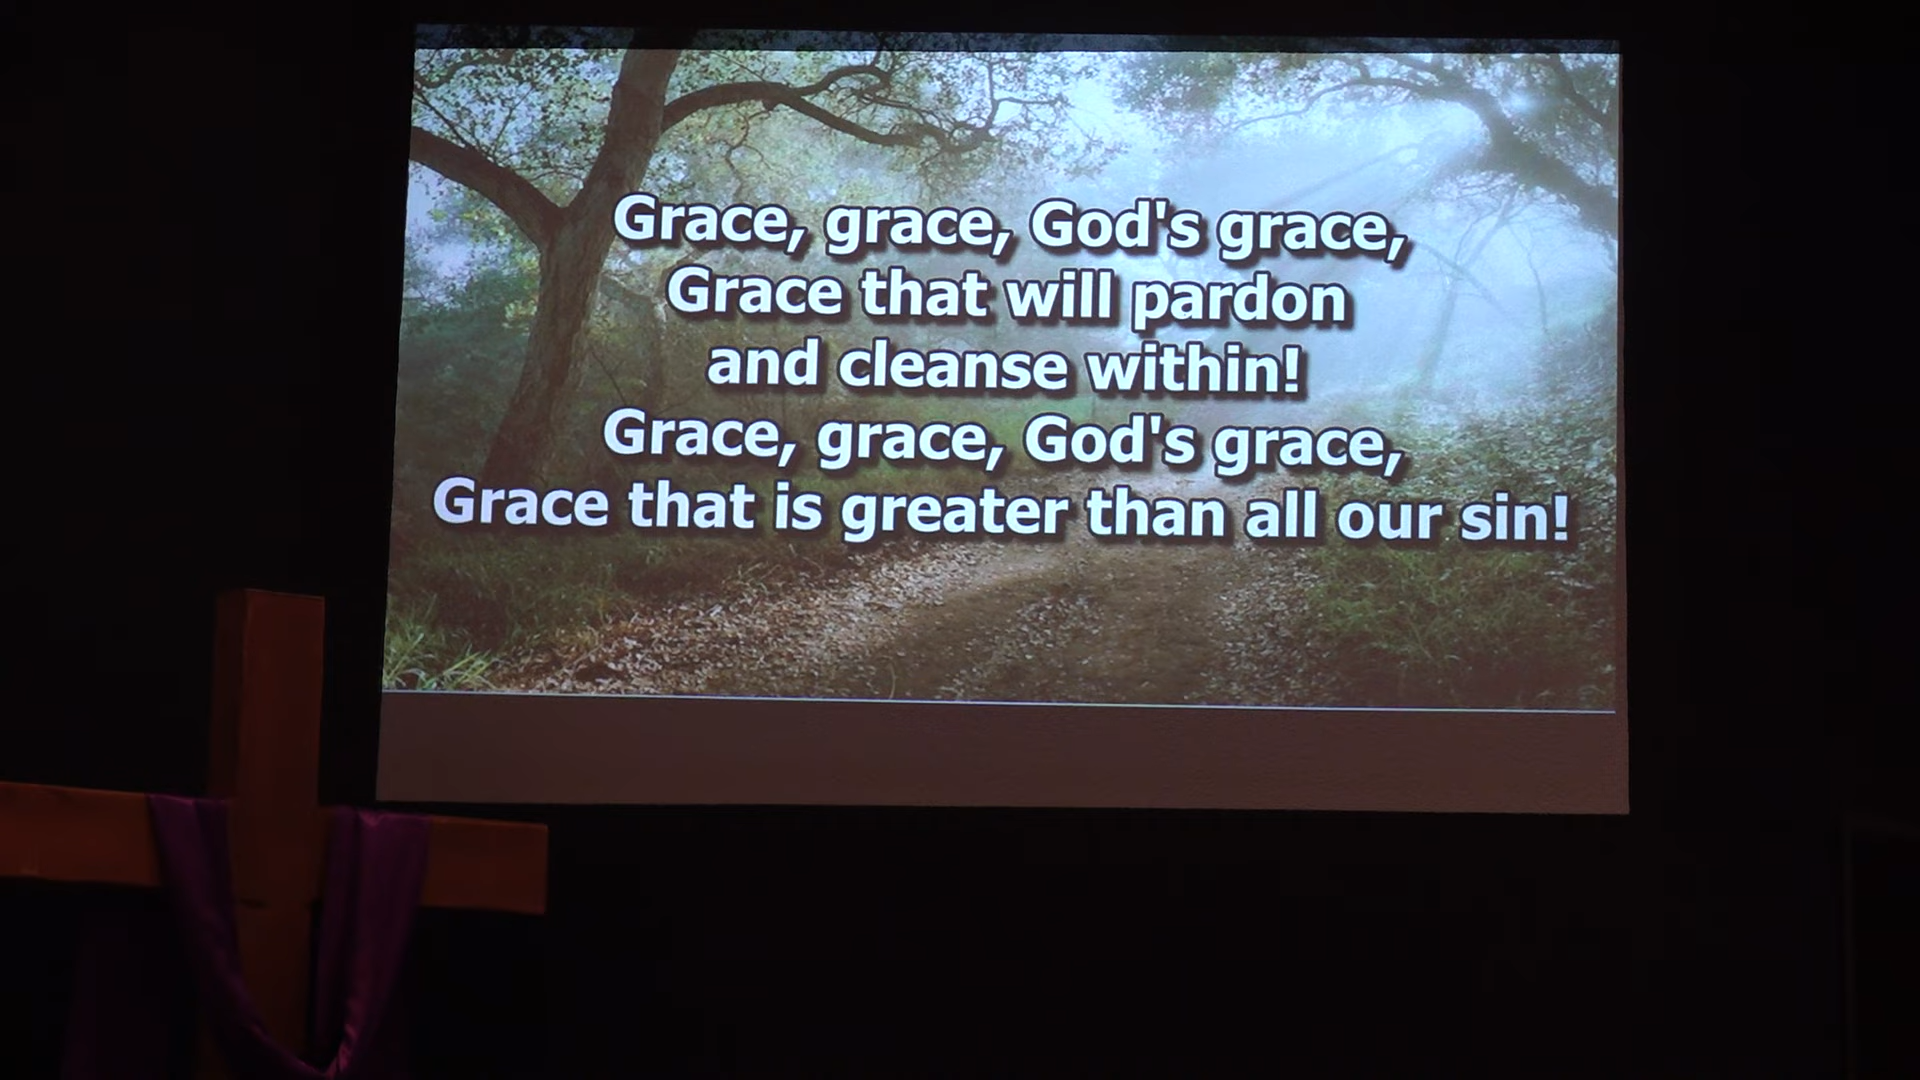 Grace, grace, God's grace,
Grace that will pardon
and cleanse within!
Grace, grace, God's grace,
Grace that is greater than all our sin!